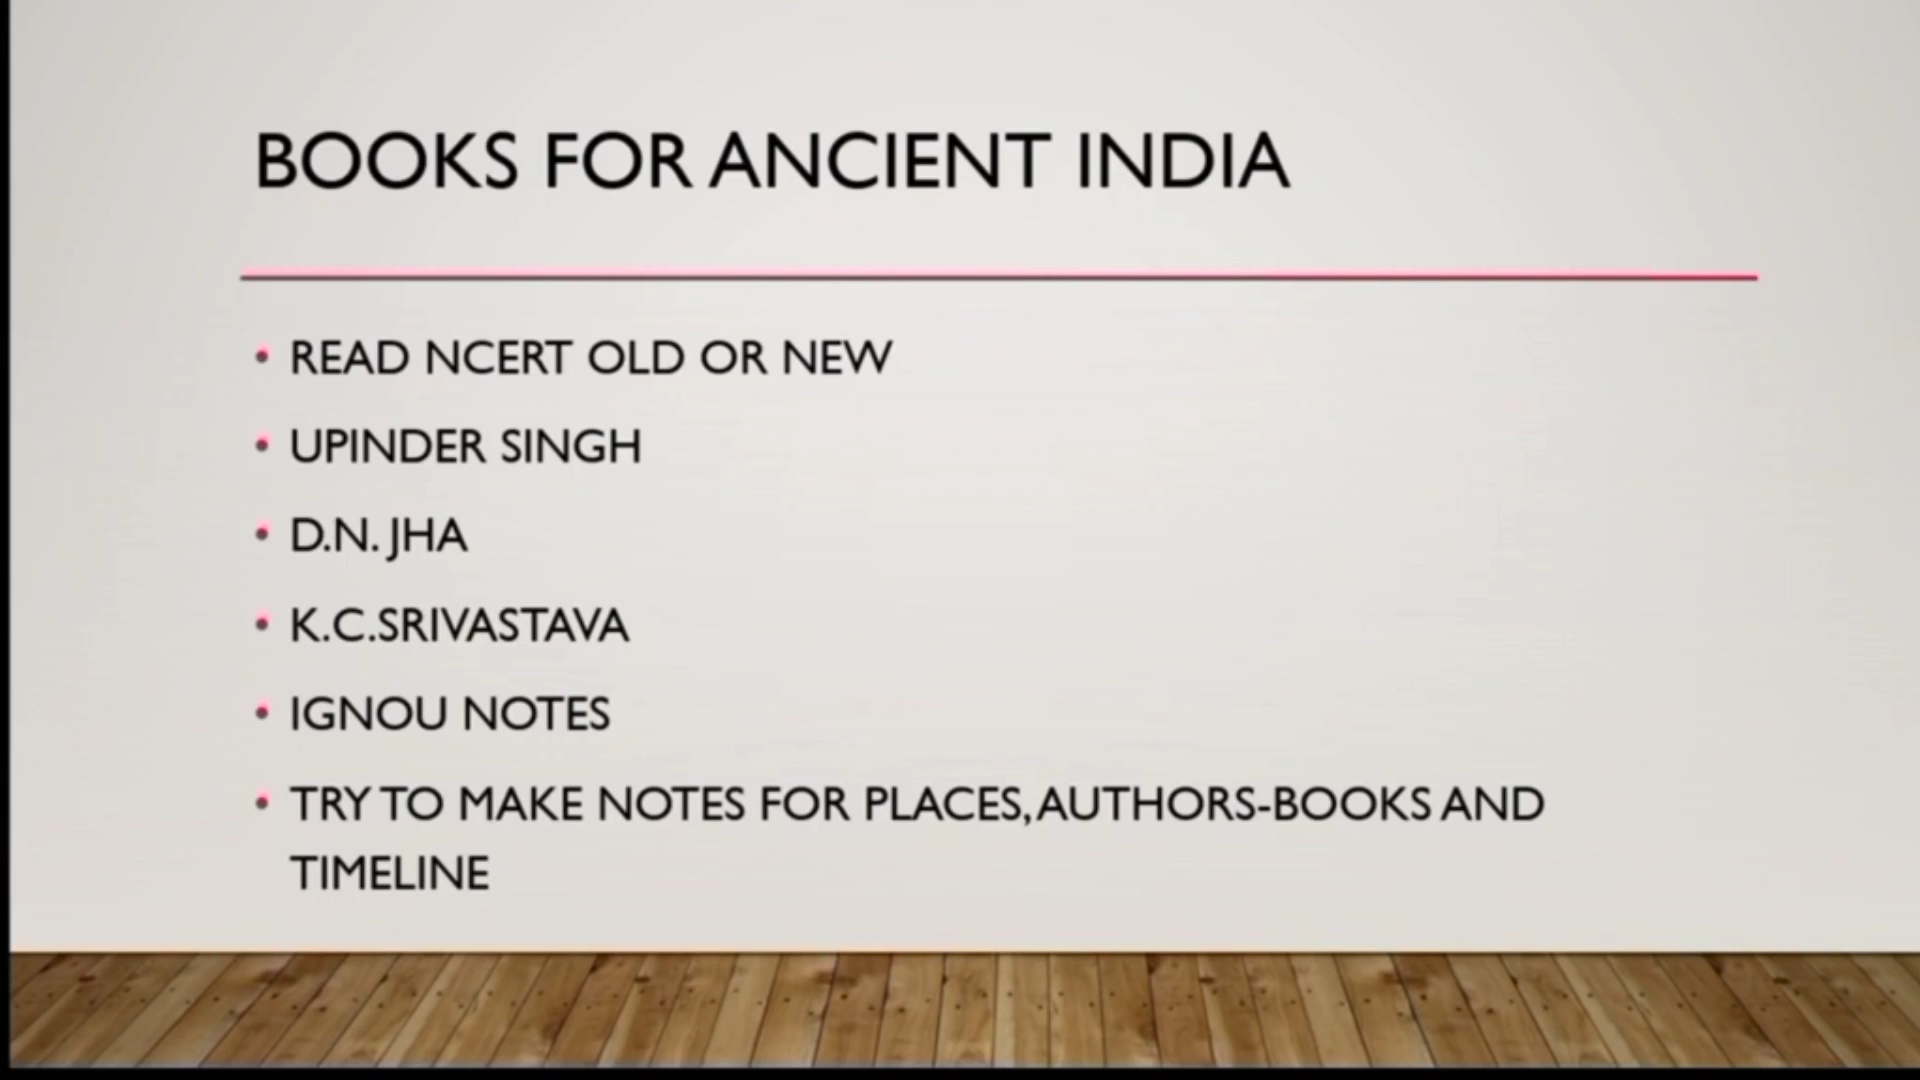 BOOKS FOR ANCIENT INDIA
• READ NCERT OLD OR NEW
• UPINDER SINGH
• D.N. JHA
• K.C.SRIVASTAVA
• IGNOU NOTES
• TRY TO MAKE NOTES FOR PLACES,AUTHORS-BOOKS AND
TIMELINE